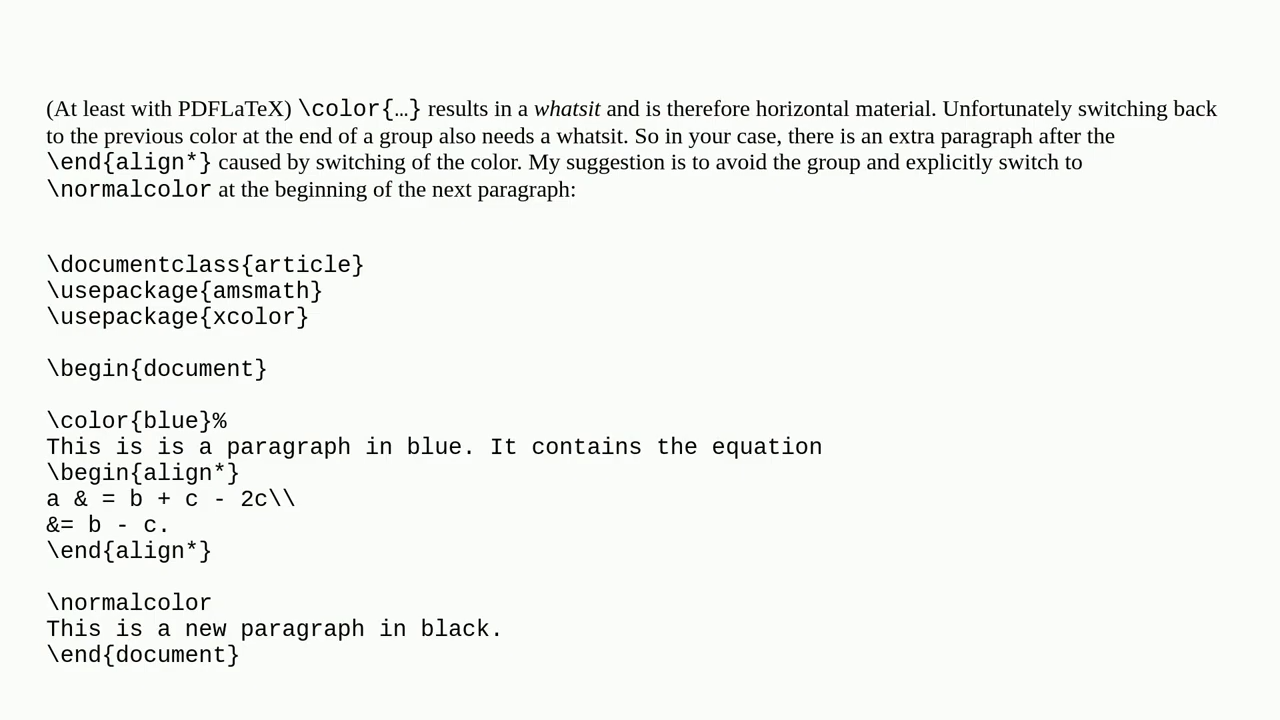 (At least with PDFLaTeX) \color{…} results in a whatsit and is therefore horizontal material. Unfortunately switching back
to the previous color at the end of a group also needs a whatsit. So in your case, there is an extra paragraph after the
\end{align*} caused by switching of the color. My suggestion is to avoid the group and explicitly switch to
\normalcolor at the beginning of the next paragraph:
\documentclass{article}
\usepackage{amsmath}
\usepackage{xcolor}
\begin{document}
\color{blue}%
This is is a paragraph in blue. It contains the equation
\begin{align*}
a & = b + c - 2c\\
&= b - c.
\end{align*}
\normalcolor
This is a new paragraph in black.
\end{document}